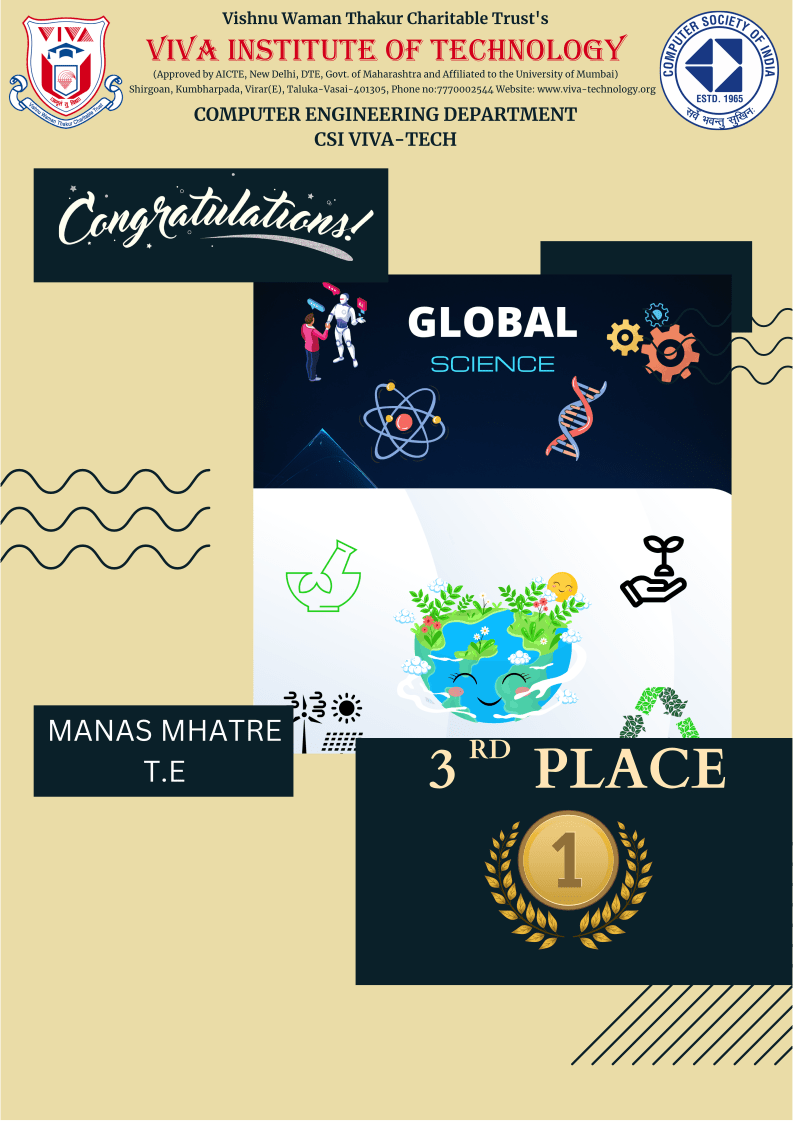 Vishnu Waman Thakur Charitable Trust's
VIVA INSTITUTE OF TECHNOLOGY
(Approved by AICTE, New Delhi, DTE, Govt. of Maharashtra and Affiliated to the University of Mumbai)
Shirgoan, Kumbharpada, Virar(E), Taluka-Vasai-401305, Phone no:7770002544 Website: www.viva-technology.org
COMPUTER ENGINEERING DEPARTMENT
CSI VIVA-TECH
VIVA
Vishnu Waman Thakur Charitable Trust
COMPUTER SOCIETY OF INDIA
ESTD. 1965
सर्वे भवन्तु सुखिनः
Congratulations!
GLOBAL
SCIENCE
MANAS MHATRE
T.E
3 RD PLACE
1